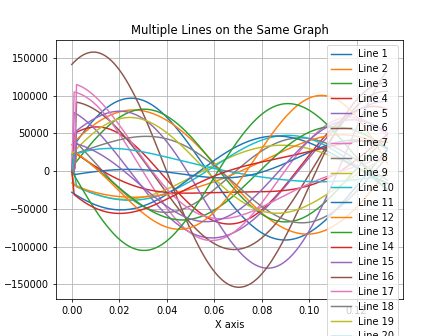 Multiple Lines on the Same Graph
150000
100000
50000
0
−50000
−100000
−150000
0.00
0.02
0.04
0.06
0.08
0.10
X axis
Line 1
Line 2
Line 3
Line 4
Line 5
Line 6
Line 7
Line 8
Line 9
Line 10
Line 11
Line 12
Line 13
Line 14
Line 15
Line 16
Line 17
Line 18
Line 19
Line 20